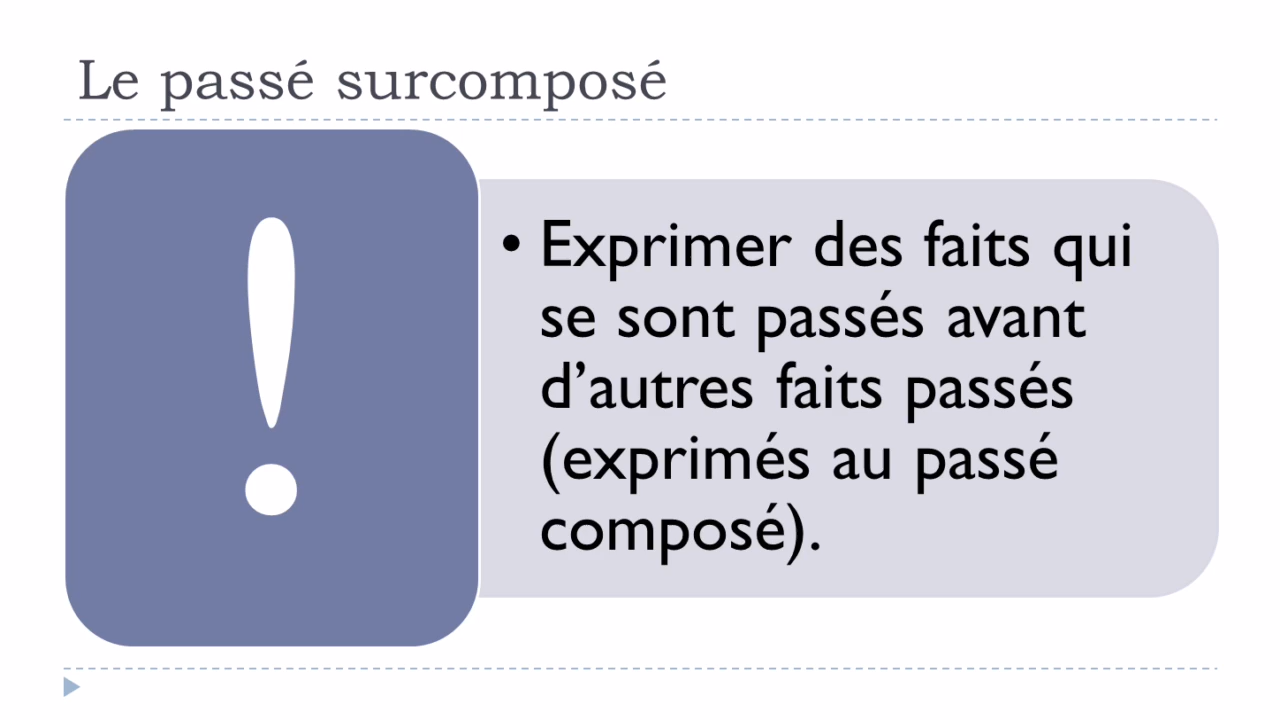 Le passé surcomposé
!
• Exprimer des faits qui
se sont passés avant
d’autres faits passés
(exprimés au passé
composé).